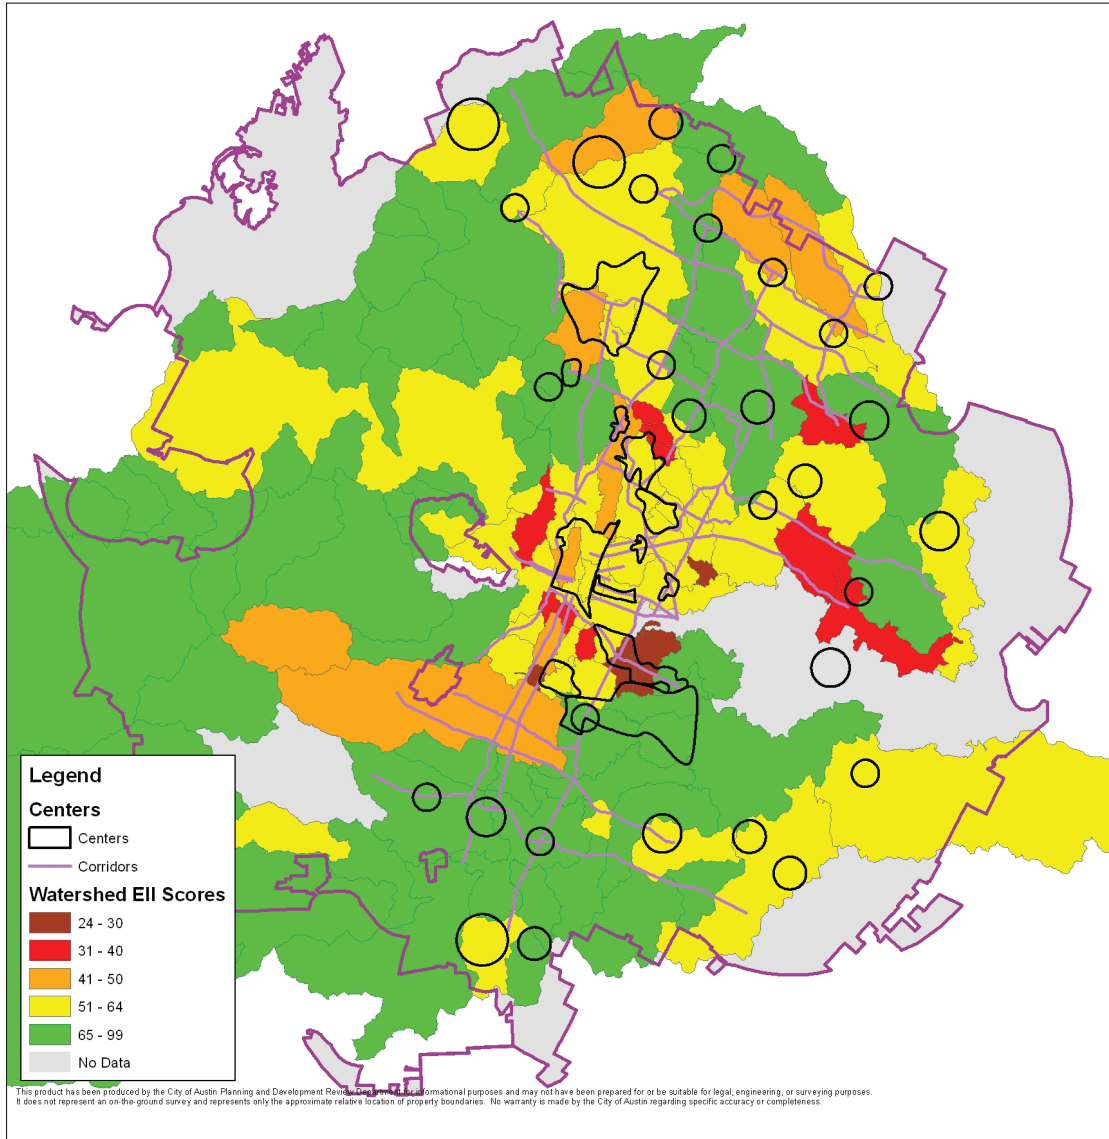 Legend
Centers
Centers
Corridors
Watershed EII Scores
24 - 30
31 - 40
41 - 50
51 - 64
65 - 99
No Data
This product has been produced by the City of Austin Planning and Development Review Department for informational purposes and may not have been prepared for or be suitable for legal, engineering, or surveying purposes.
It does not represent an on-the-ground survey and represents only the approximate relative location of property boundaries. No warranty is made by the City of Austin regarding specific accuracy or completeness.